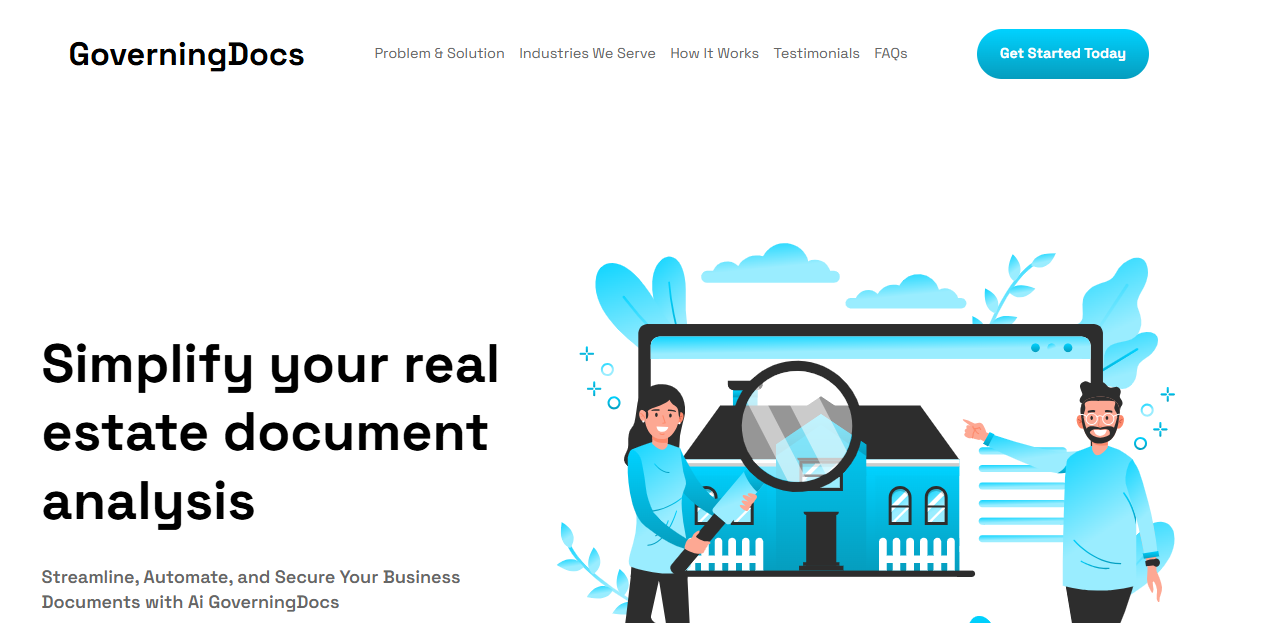 GoverningDocs
Problem & Solution Industries We Serve How It Works Testimonials FAQs
Get Started Today
Simplify your real
estate document
analysis
Streamline, Automate, and Secure Your Business
Documents with Ai GoverningDocs